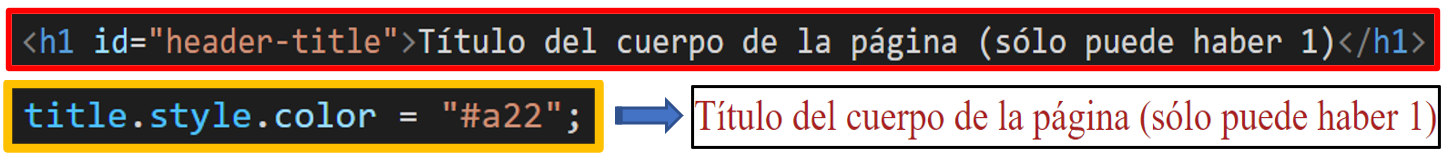 <h1 id="header-title">Título del cuerpo de la página (sólo puede haber 1)</h1>
title.style.color = "#a22";
Título del cuerpo de la página (sólo puede haber 1)